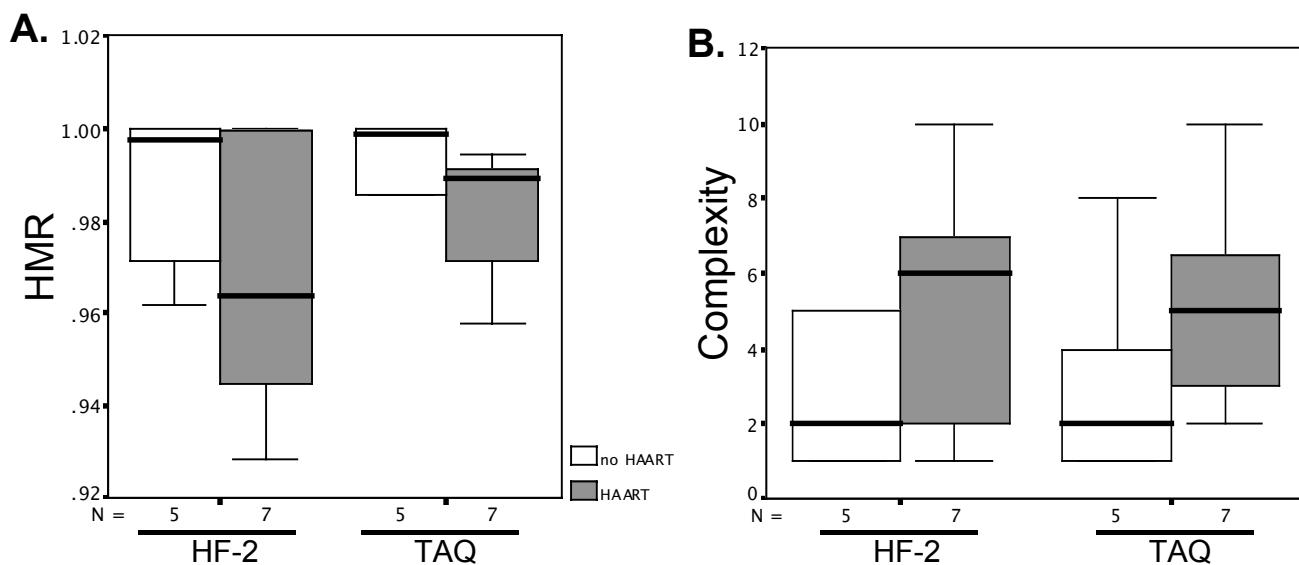 A.
1.02
1.00
.98
.96
.94
.92
HMR
N = 5 7 5 7
HF-2 TAQ
no HAART
HAART
B.
12
10
8
6
4
2
0
Complexity
N = 5 7 5 7
HF-2 TAQ